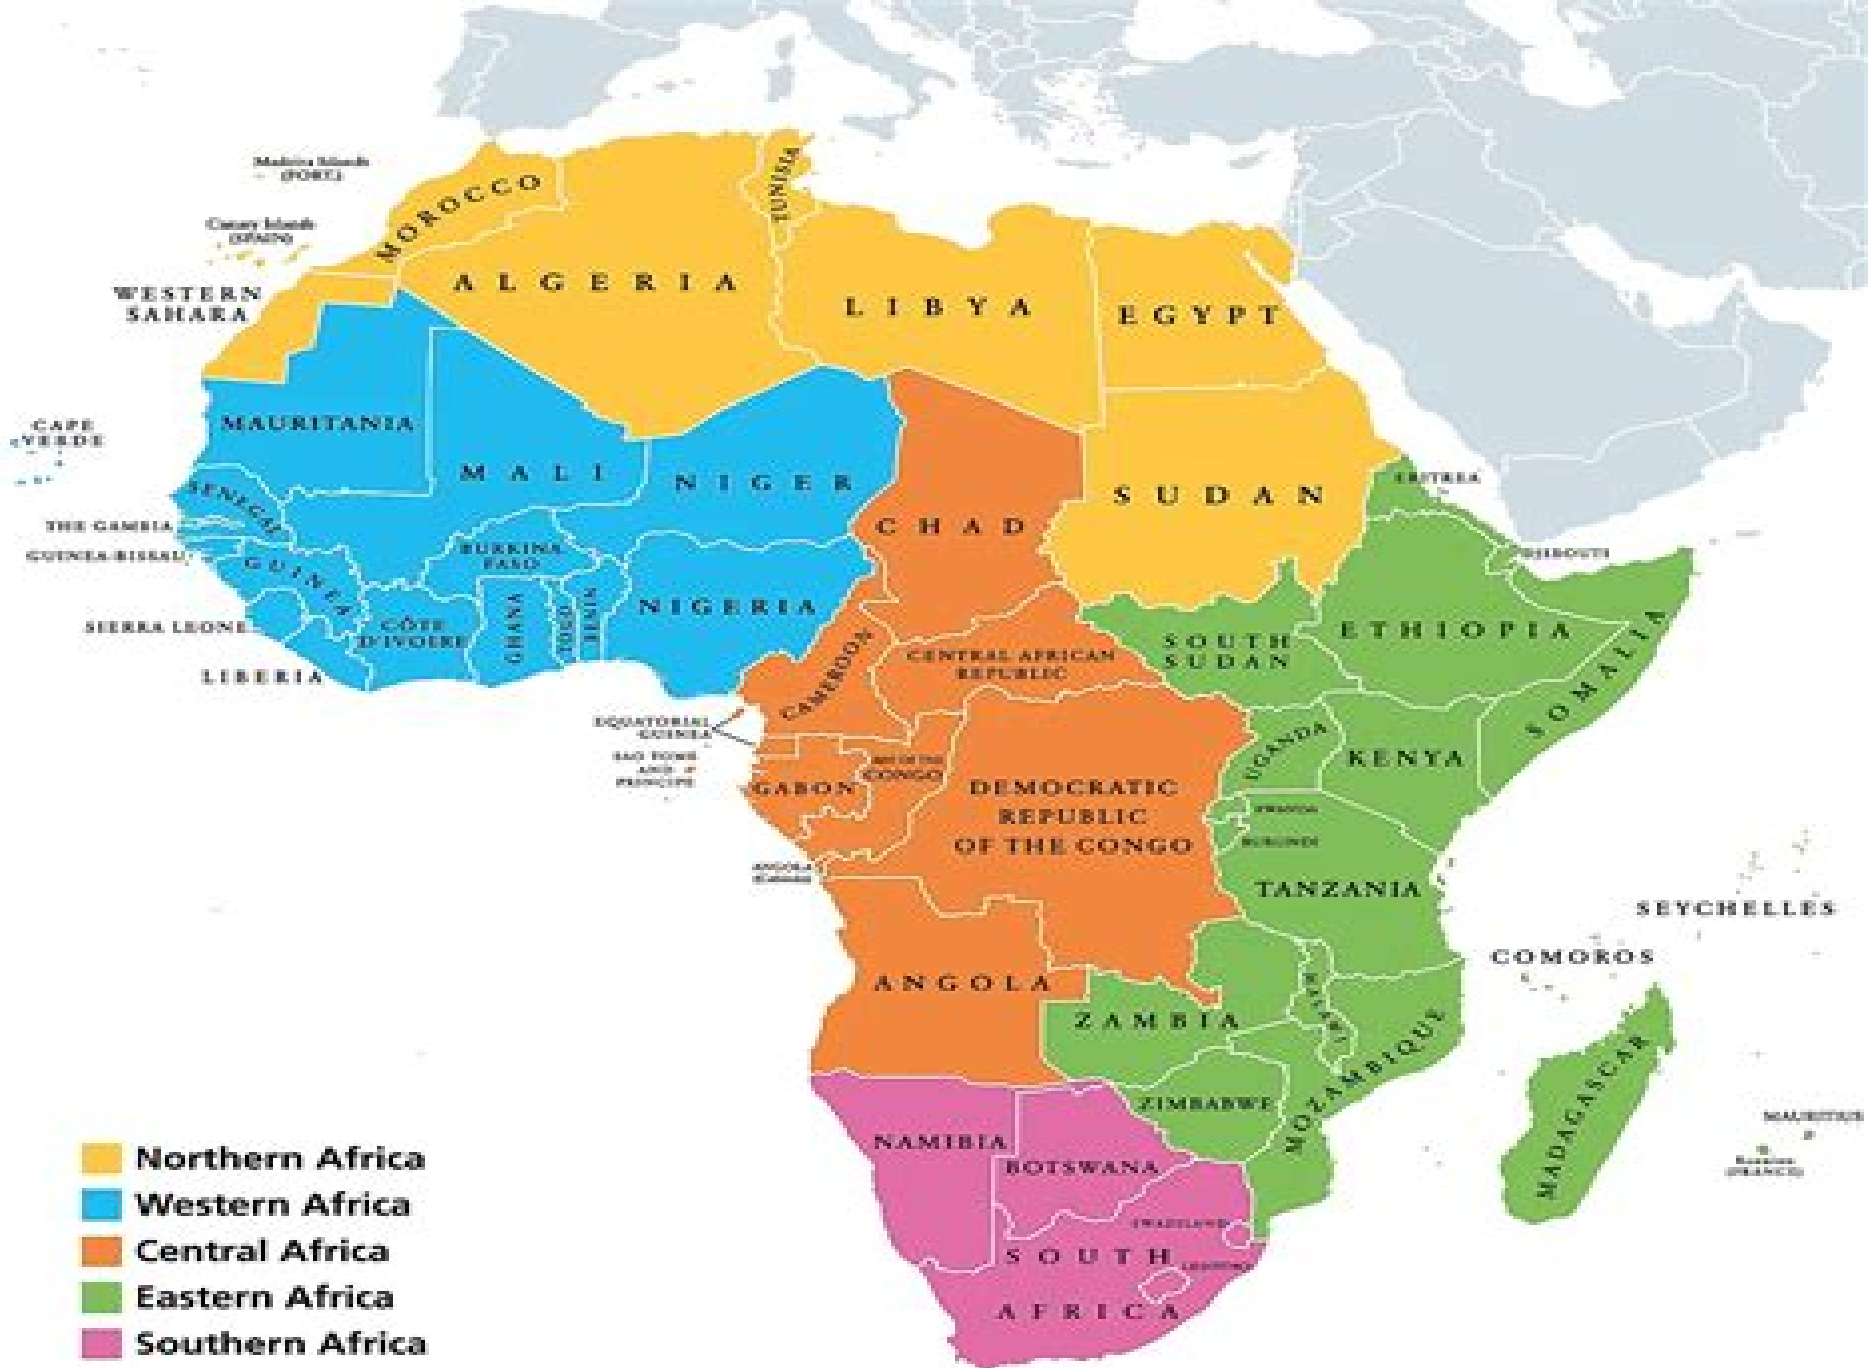 Madeira Islands
(PORT.)
Canary Islands
(SPAIN)
MOROCCO
TUNISIA
ALGERIA
LIBYA
EGYPT
WESTERN
SAHARA
CAPE
VERDE
MAURITANIA
MALI
NIGER
CHAD
SUDAN
ERITREA
SENEGAL
THE GAMBIA
GUINEA-BISSAU
GUINEA
BURKINA
FASO
DJIBOUTI
SIERRA LEONE
LIBERIA
CÔTE
D'IVOIRE
GHANA
TOGO
BENIN
NIGERIA
CAMEROON
CENTRAL AFRICAN
REPUBLIC
SOUTH
SUDAN
ETHIOPIA
SOMALIA
EQUATORIAL
GUINEA
SAO TOME
AND
PRINCIPE
GABON
CONGO
DEMOCRATIC
REPUBLIC
OF THE CONGO
UGANDA
KENYA
RWANDA
BURUNDI
TANZANIA
ANGOLA
SEYCHELLES
COMOROS
ANGOLA
ZAMBIA
MALAWI
MOZAMBIQUE
ZIMBABWE
MADAGASCAR
MAURITIUS
(FRANCE)
NAMIBIA
BOTSWANA
SWAZILAND
LESOTHO
SOUTH
AFRICA
Northern Africa
Western Africa
Central Africa
Eastern Africa
Southern Africa